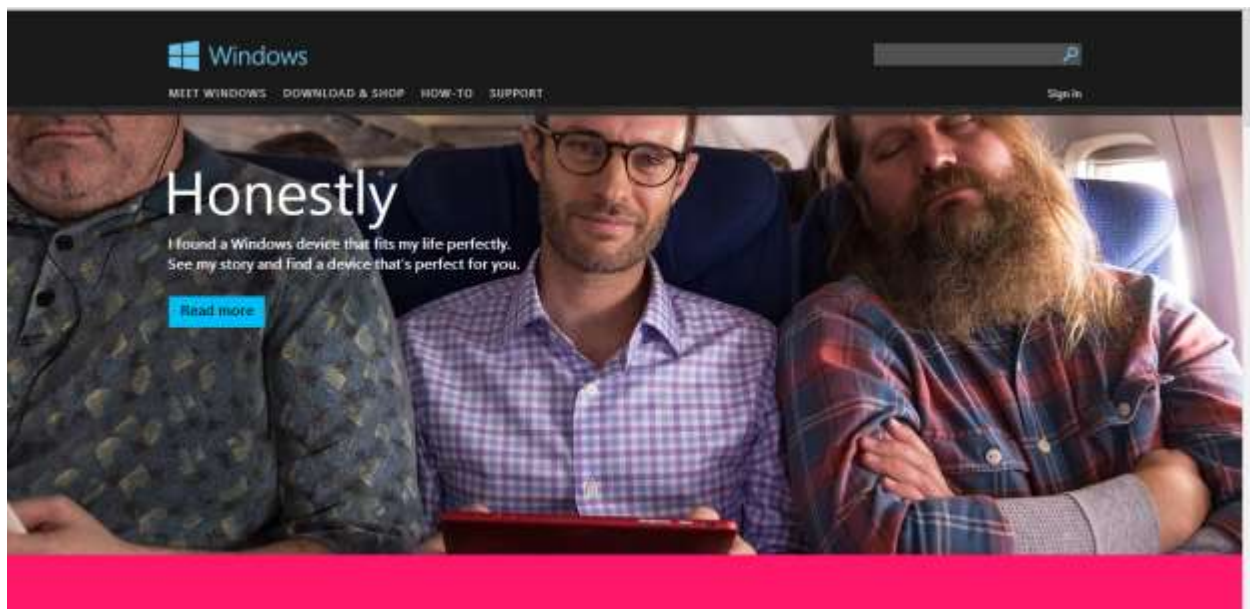 Windows
MEET WINDOWS DOWNLOAD & SHOP HOW-TO SUPPORT
Sign in
Honestly
I found a Windows device that fits my life perfectly.
See my story and find a device that's perfect for you.
Read more